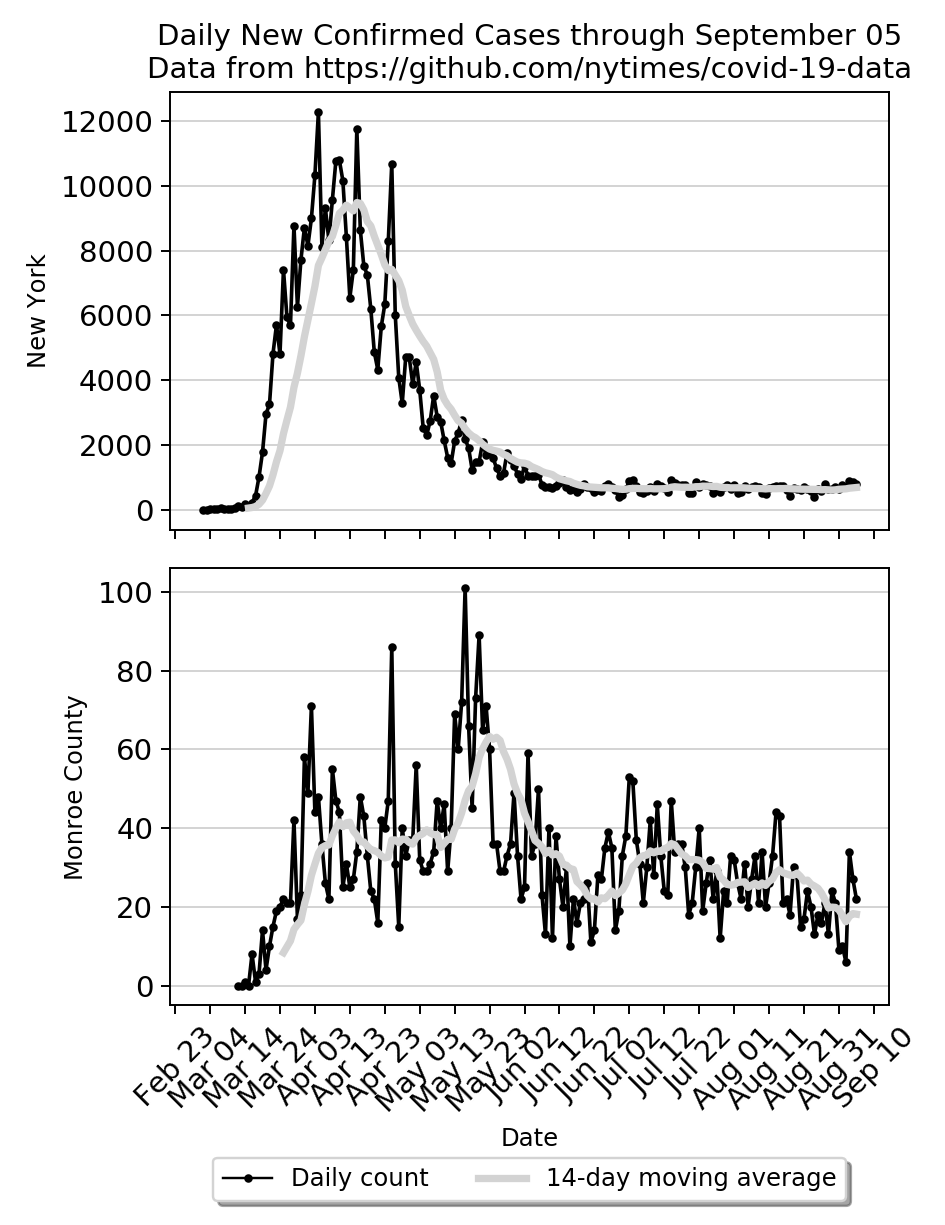 Daily New Confirmed Cases through September 05
Data from https://github.com/nytimes/covid-19-data
12000
10000
8000
6000
4000
2000
0
New York
100
80
60
40
20
0
Monroe County
Feb 23
Mar 04
Mar 14
Mar 24
Apr 03
Apr 13
Apr 23
May 03
May 13
May 23
Jun 02
Jun 12
Jun 22
Jul 02
Jul 12
Jul 22
Aug 01
Aug 11
Aug 21
Aug 31
Sep 10
Date
Daily count
14-day moving average